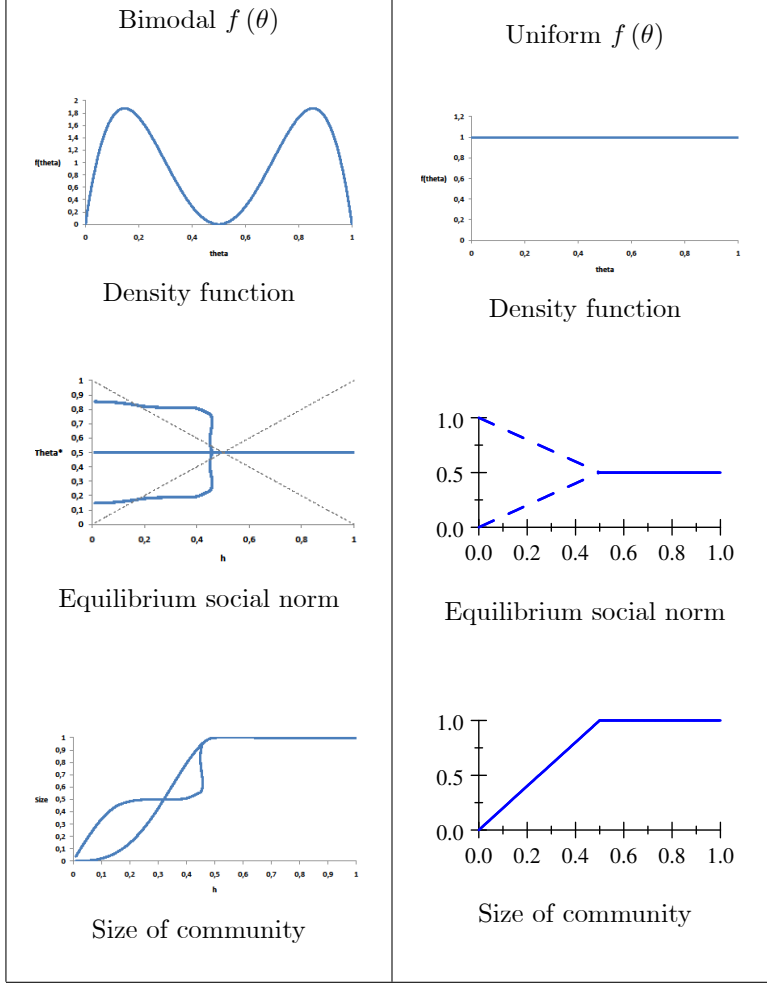 Bimodal f (θ)
2
1,8
1,6
1,4
1,2
f(theta) 1
0,8
0,6
0,4
0,2
0
0 0,2 0,4 0,6 0,8 1
theta
Density function
1
0,9
0,8
0,7
0,6
Theta* 0,5
0,4
0,3
0,2
0,1
0
0 0,2 0,4 0,6 0,8 1
h
Equilibrium social norm
1
0,9
0,8
0,7
0,6
Size 0,5
0,4
0,3
0,2
0,1
0
0 0,1 0,2 0,3 0,4 0,5 0,6 0,7 0,8 0,9 1
h
Size of community
Uniform f (θ)
1,2
1
0,8
f(theta) 0,6
0,4
0,2
0
0 0,2 0,4 0,6 0,8 1
theta
Density function
1.0
0.5
0.0
0.0 0.2 0.4 0.6 0.8 1.0
Equilibrium social norm
1.0
0.5
0.0
0.0 0.2 0.4 0.6 0.8 1.0
Size of community